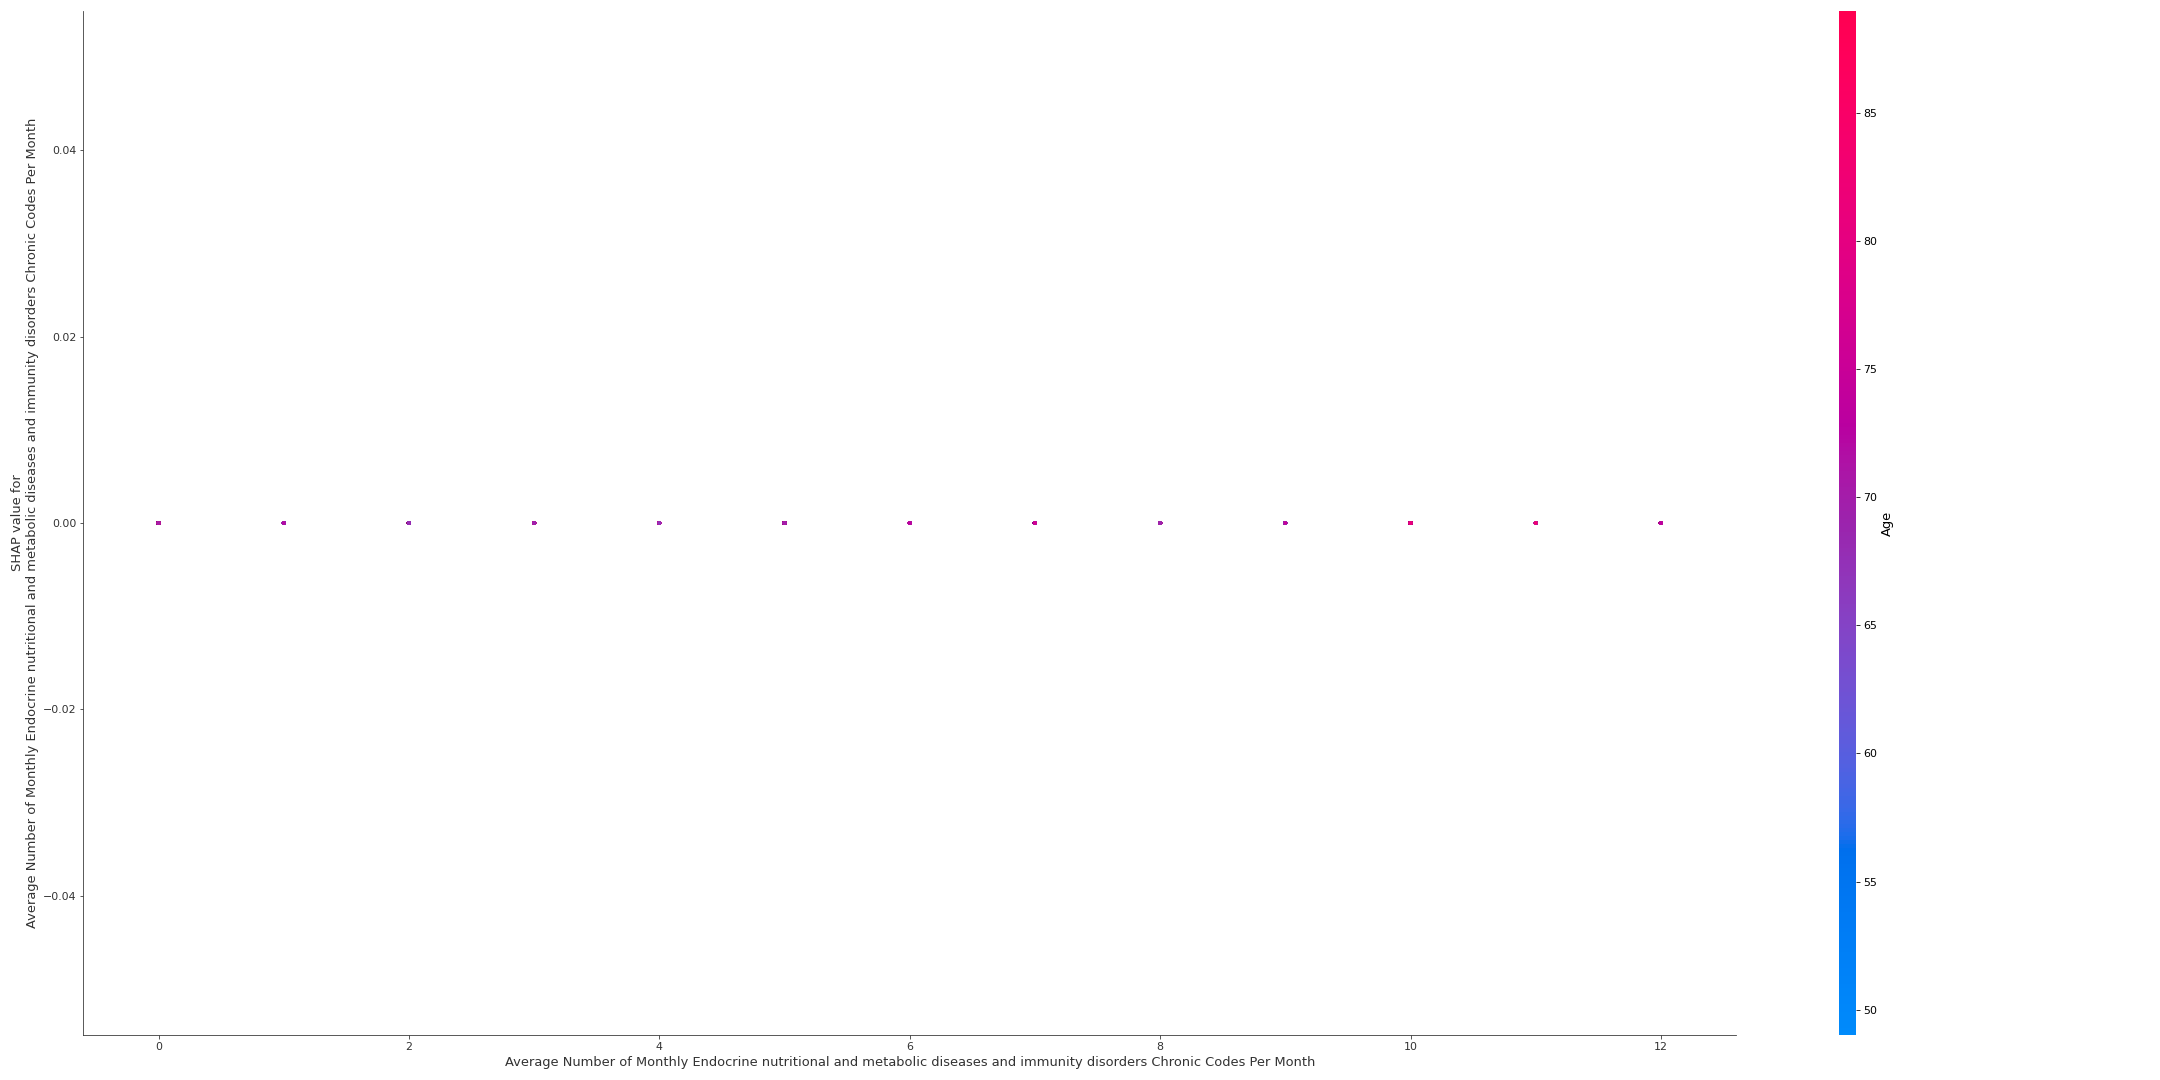 SHAP value for
Average Number of Monthly Endocrine nutritional and metabolic diseases and immunity disorders Chronic Codes Per Month
0.04
0.02
0.00
−0.02
−0.04
0 2 4 6 8 10 12
Average Number of Monthly Endocrine nutritional and metabolic diseases and immunity disorders Chronic Codes Per Month
85
80
75
70
65
60
55
50
Age